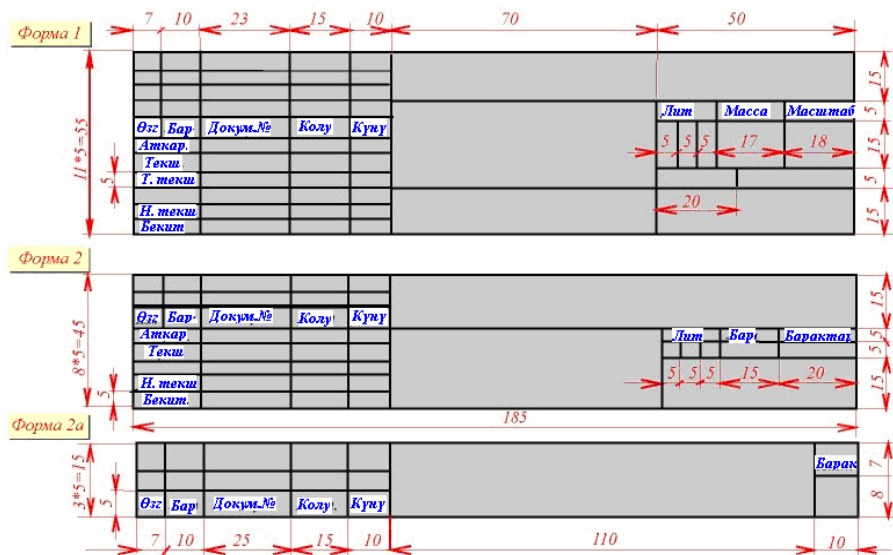 7 10 23 15 10 70 50
Форма 1
11*5=55
15
Лит Масса Масштаб
5
Өзг Бар Докум.№ Колу Күнү
Аткар.
5 5 5 17 18
15
Текш
Т. текш
5
5
20
Н. текш
15
Бекит
Форма 2
8*5=45
15
Өзг Бар Докум.№ Колу Күнү
Аткар
Лит Бар Барактар
5
Текш
5
5 5 5 15 20
Н. текш
15
5
Бекит.
185
Форма 2а
3*5=15
Барак
7
5
Өзг Бар Докум.№ Колу. Күнү
8
7 10 25 15 10 110 10